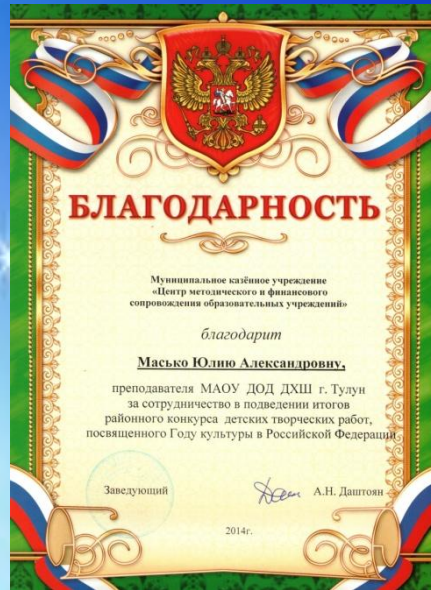 БЛАГОДАРНОСТЬ
Муниципальное казённое учреждение
«Центр методического и финансового
сопровождения образовательных учреждений»
благодарит
Масько Юлию Александровну,
преподавателя МАОУ ДОД ДХШ г. Тулун
за сотрудничество в подведении итогов
районного конкурса детских творческих работ,
посвященного Году культуры в Российской Федерации
Заведующий А.Н. Даштоян
2014г.